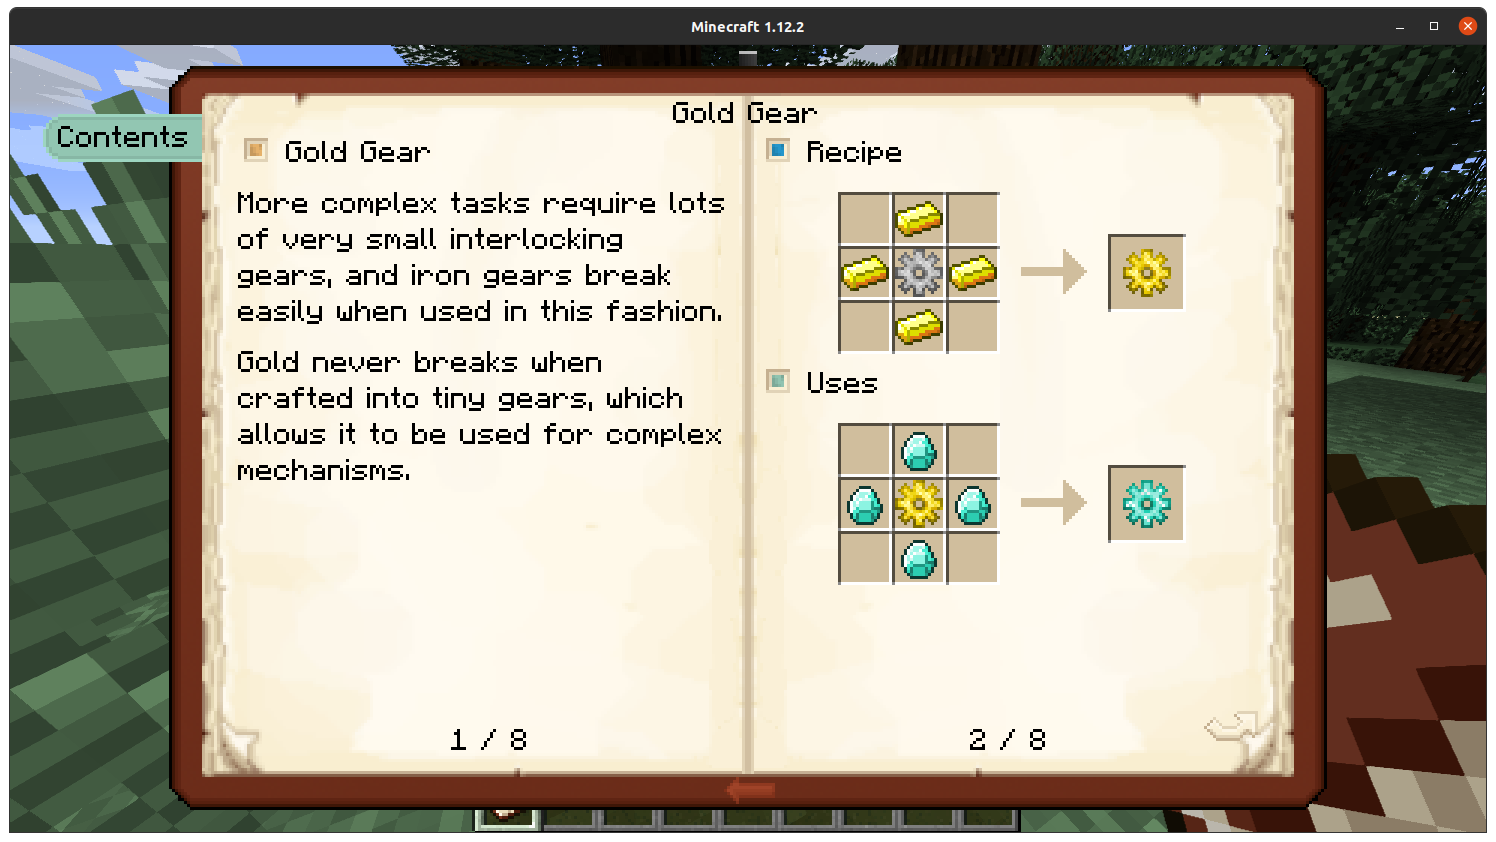 Minecraft 1.12.2
Gold Gear
Contents
Gold Gear
More complex tasks require lots
of very small interlocking
gears, and iron gears break
easily when used in this fashion.
Gold never breaks when
crafted into tiny gears, which
allows it to be used for complex
mechanisms.
1 / 8
Recipe
Uses
2 / 8